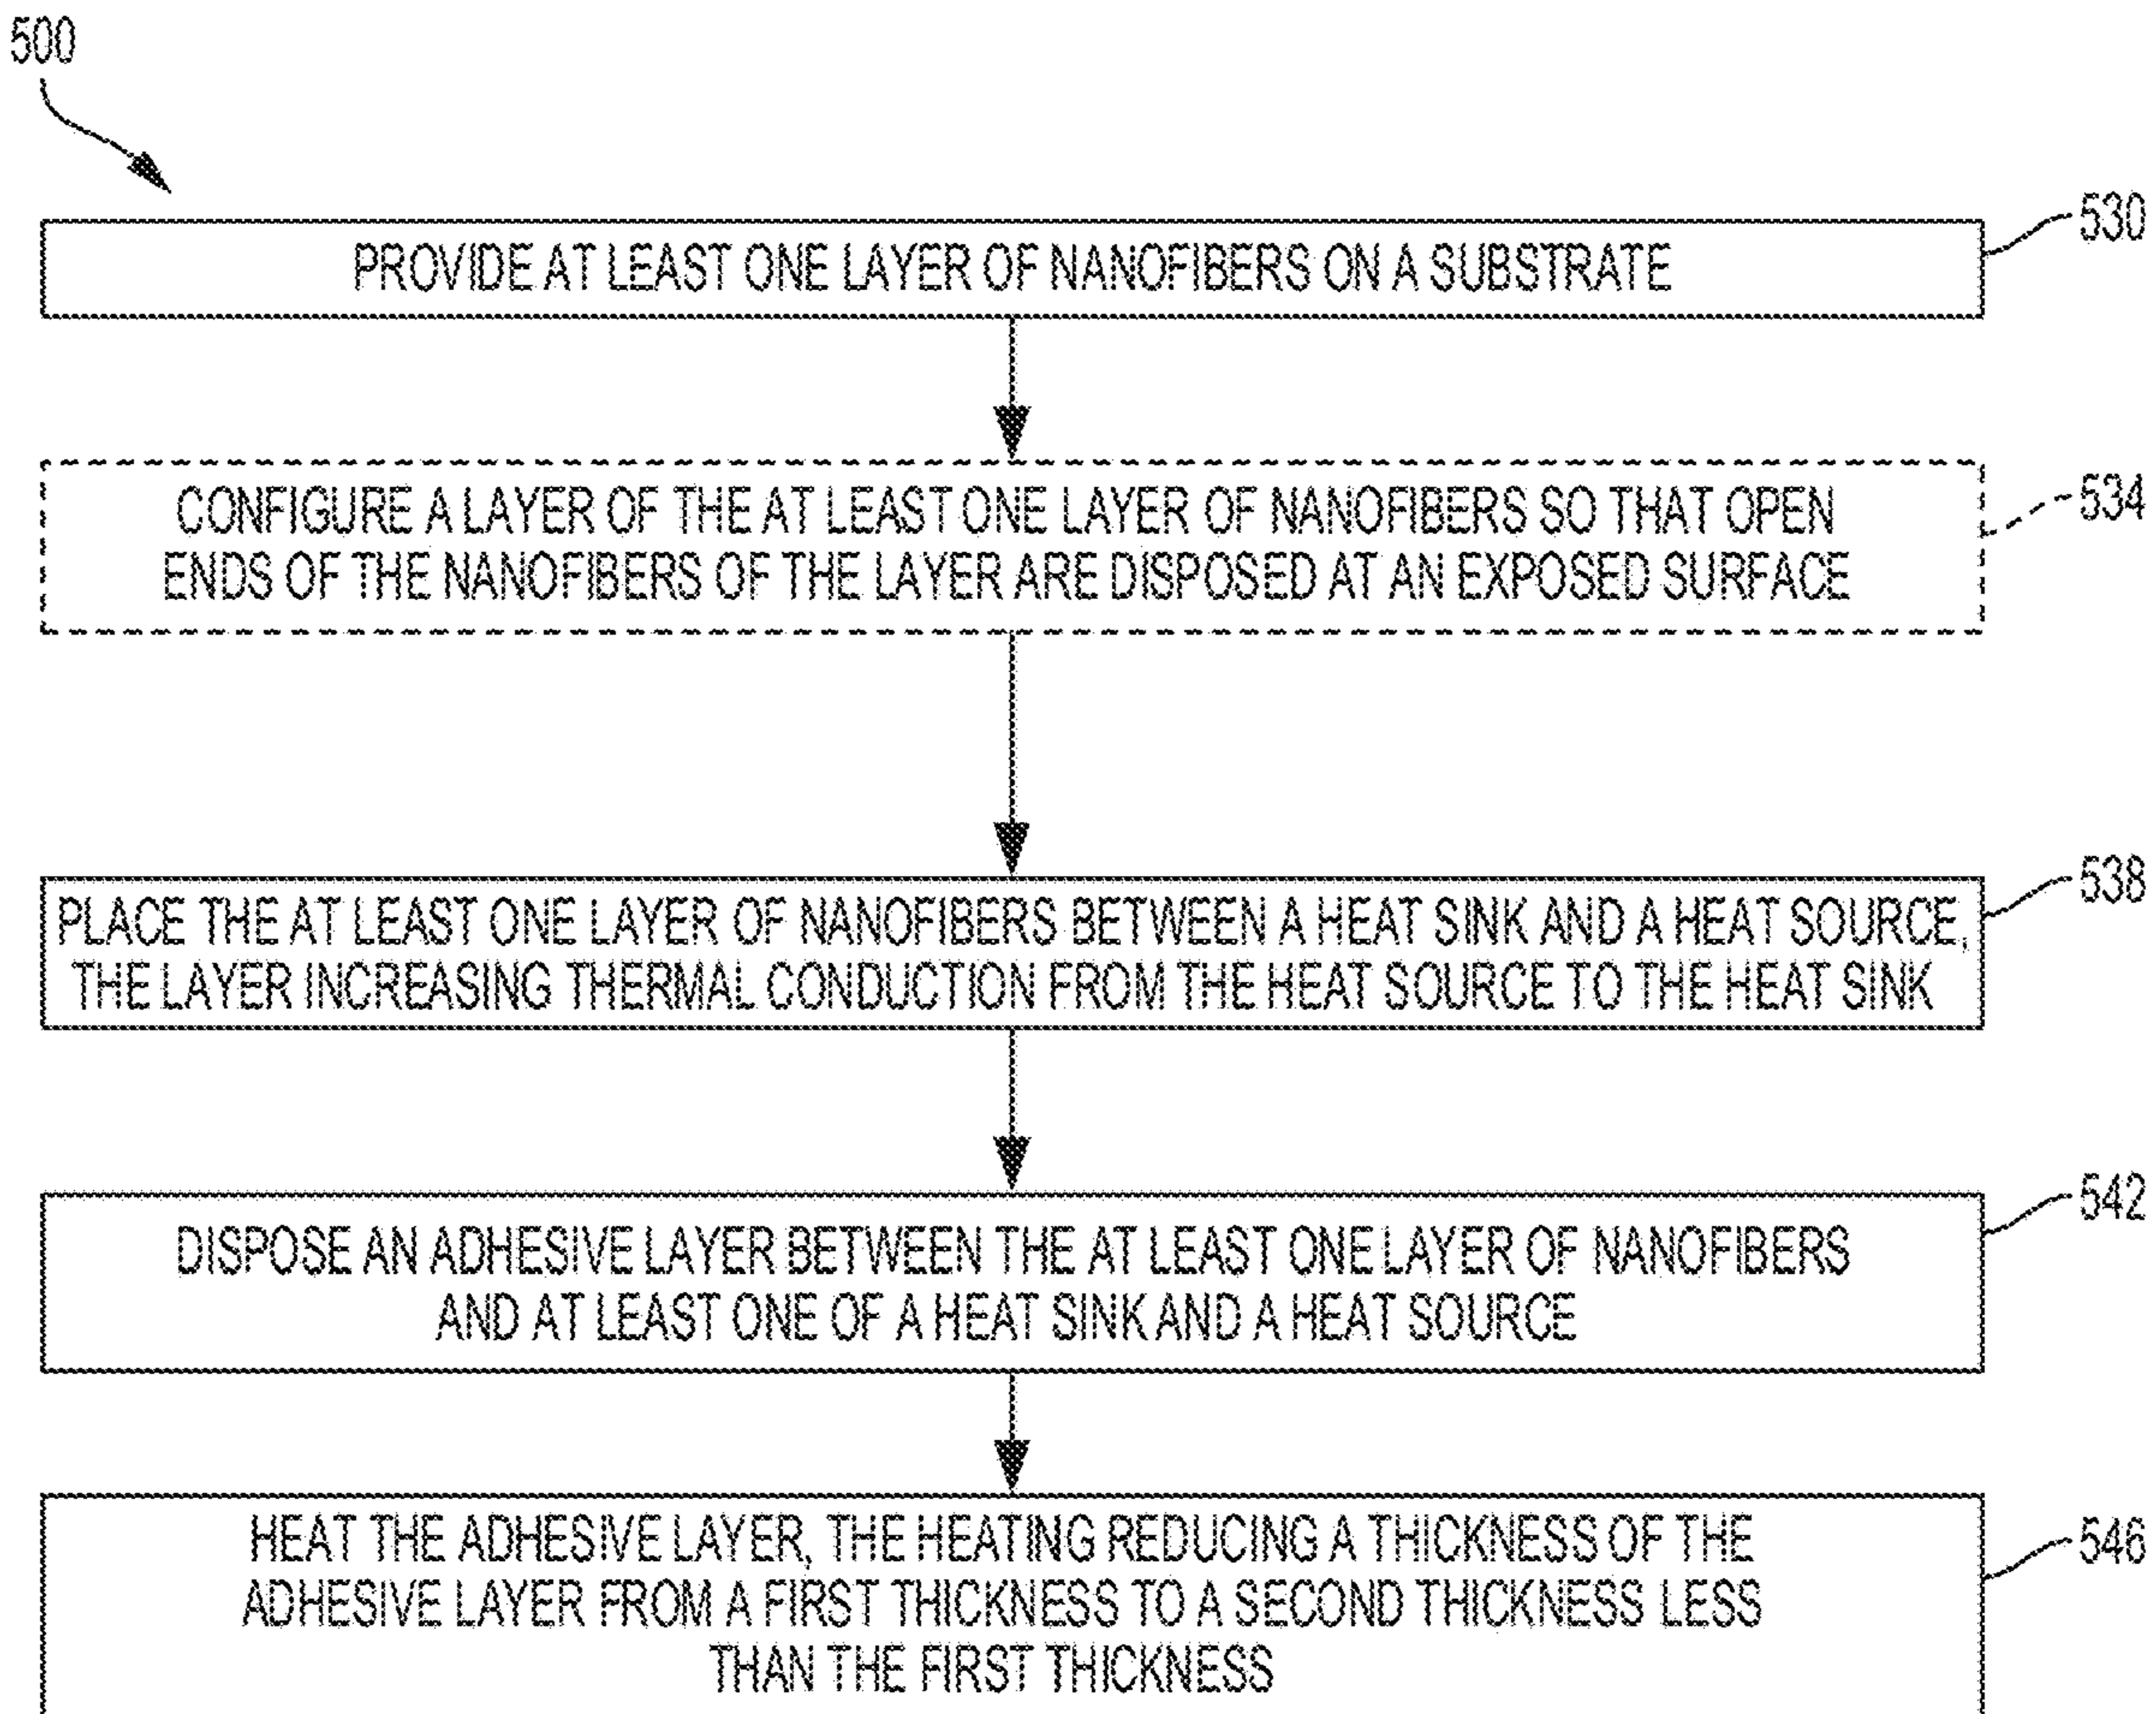 500
530
PROVIDE AT LEAST ONE LAYER OF NANOFIBERS ON A SUBSTRATE
534
CONFIGURE A LAYER OF THE AT LEAST ONE LAYER OF NANOFIBERS SO THAT OPEN
ENDS OF THE NANOFIBERS OF THE LAYER ARE DISPOSED AT AN EXPOSED SURFACE
538
PLACE THE AT LEAST ONE LAYER OF NANOFIBERS BETWEEN A HEAT SINK AND A HEAT SOURCE,
THE LAYER INCREASING THERMAL CONDUCTION FROM THE HEAT SOURCE TO THE HEAT SINK
542
DISPOSE AN ADHESIVE LAYER BETWEEN THE AT LEAST ONE LAYER OF NANOFIBERS
AND AT LEAST ONE OF A HEAT SINK AND A HEAT SOURCE
546
HEAT THE ADHESIVE LAYER, THE HEATING REDUCING A THICKNESS OF THE
ADHESIVE LAYER FROM A FIRST THICKNESS TO A SECOND THICKNESS LESS
THAN THE FIRST THICKNESS